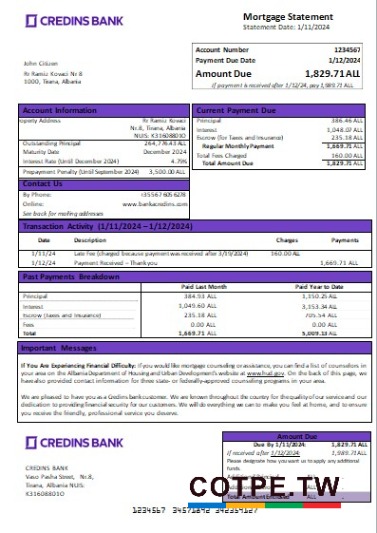 CREDINS BANK
Mortgage Statement
Statement Date: 1/11/2024
John Citizen
Rr Ramiz Kovaci Nr 8
1000, Tirana, Albania
Account Number 1234567
Payment Due Date 1/12/2024
Amount Due 1,829.71 ALL
If payment is received after 1/12/24, pay 1,989.71 ALL
Account Information
operty Address Rr Ramiz Kovaci
Nr.8, Tirana, Albania
NUIS: K31608801O
Outstanding Principal 264,776.43 ALL
Maturity Date December 2024
Interest Rate (Until December 2024) 4.75%
Prepayment Penalty (Until September 2024) 3,500.00 ALL
Contact Us
By Phone:
Online: www.bankacredins.com
See back for mailing addresses
Current Payment Due
Principal 386.46 ALL
Interest 1,048.07 ALL
Escrow (for Taxes and Insurance) 235.18 ALL
Regular Monthly Payment 1,669.71 ALL
Total Fees Charged 160.00 ALL
Total Amount Due 1,829.71 ALL
Transaction Activity (1/11/2024 – 1/12/2024)
Date Description Charges Payments
1/11/24 Late Fee (charged because payment was received after 3/19/2024) 160.00 ALL
1/12/24 Payment Received – Thank you 1,669.71 ALL
Past Payments Breakdown
Paid Last Month Paid Year to Date
Principal 384.93 ALL 1,150.25 ALL
Interest 1,049.60 ALL 3,153.34 ALL
Escrow (Taxes and Insurance) 235.18 ALL 705.54 ALL
Fees 0.00 ALL 0.00 ALL
Total 1,669.71 ALL 5,009.13 ALL
Important Messages
If You Are Experiencing Financial Difficulty: If you would like mortgage counseling or assistance, you can find a list of counselors in
your area on the Albania Department of Housing and Urban Development's website at www.hud.gov. On the back of this page, we
have also provided contact information for three state- or federally-approved counseling programs in your area.
We are pleased to have you as a Credins bank customer. We are known throughout the country for the quality of our service and our
dedication to providing financial security for our customers. We will do everything we can to make you feel at home, and to ensure
you receive the friendly, professional service you deserve.
CREDINS BANK
CREDINS BANK
Vaso Pasha Street, Nr.8,
Tirana, Albania NUIS:
K31608801O
Amount Due
Due By 1/11/2024: 1,829.71 ALL
If received after 1/12/2024: 1,989.71 ALL
Please designate how you want us to apply any additional
funds.
Total Amount Enclosed ALL
COTPE.TW
1234567 34571892 342359127